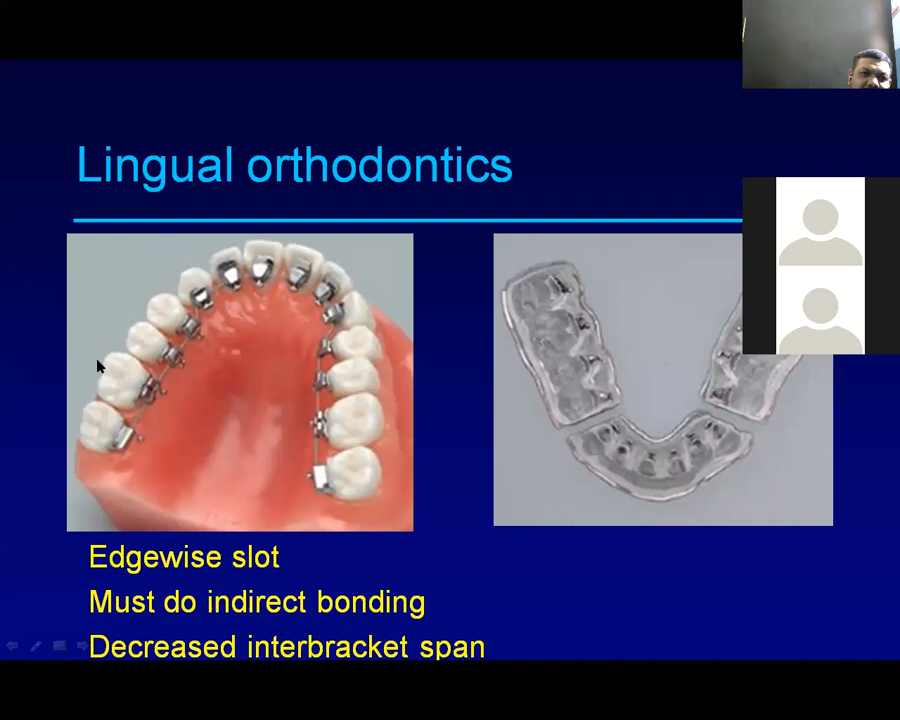 Lingual orthodontics
Edgewise slot
Must do indirect bonding
Decreased interbracket span